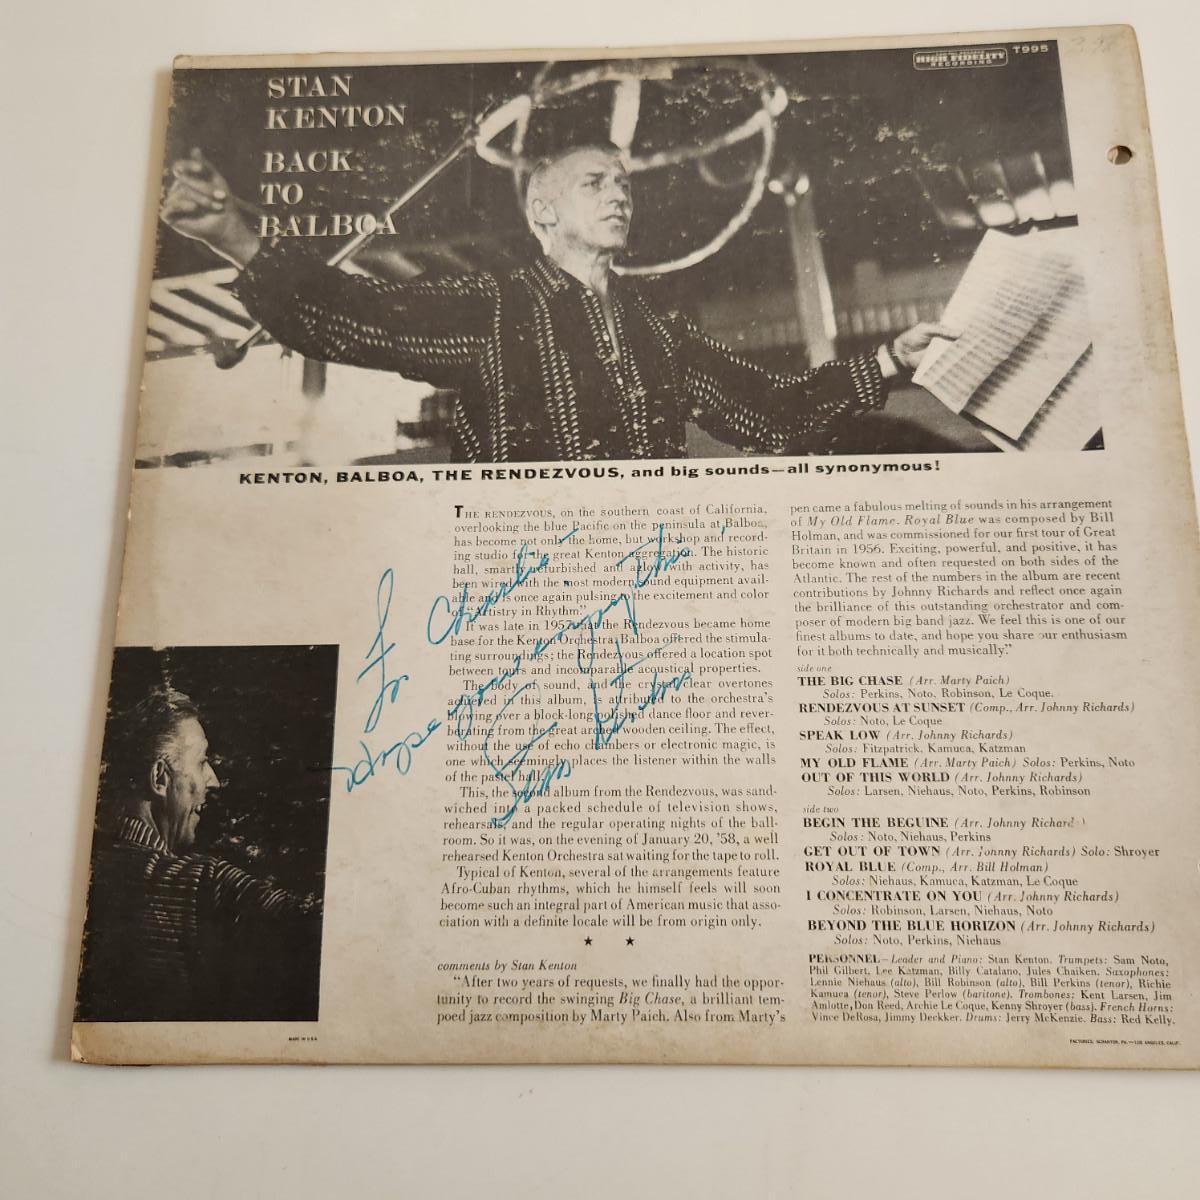 STAN
KENTON
BACK
TO
BALBOA
HIGH FIDELITY
RECORDING
T995
KENTON, BALBOA, THE RENDEZVOUS, and big sounds—all synonymous!
THE RENDEZVOUS, on the southern coast of California,
overlooking the blue Pacific on the peninsula at Balboa,
has become not only the home, but workshop and record-
ing studio for the great Kenton aggregation. The historic
hall, smartly refurbished and aglow with activity, has
been wired with the most modern sound equipment avail-
able and is once again pulsing to the excitement and color
of "Artistry in Rhythm."
It was late in 1957 that the Rendezvous became home
base for the Kenton Orchestra. Balboa offered the stimula-
ting surroundings; the Rendezvous offered a location spot
between tours and incomparable acoustical properties.
The body of sound, and the crystal clear overtones
achieved in this album, is attributed to the orchestra's
blowing over a block-long polished dance floor and rever-
berating from the great arched wooden ceiling. The effect,
without the use of echo chambers or electronic magic, is
one which seemingly places the listener within the walls
of the pastel hall.
This, the second album from the Rendezvous, was sand-
wiched into a packed schedule of television shows,
rehearsals, and the regular operating nights of the ball-
room. So it was, on the evening of January 20, '58, a well
rehearsed Kenton Orchestra sat waiting for the tape to roll.
Typical of Kenton, several of the arrangements feature
Afro-Cuban rhythms, which he himself feels will soon
become such an integral part of American music that asso-
ciation with a definite locale will be from origin only.
★ ★
comments by Stan Kenton
"After two years of requests, we finally had the oppor-
tunity to record the swinging Big Chase, a brilliant tem-
poed jazz composition by Marty Paich. Also from Marty's
pen came a fabulous melting of sounds in his arrangement
of My Old Flame. Royal Blue was composed by Bill
Holman, and was commissioned for our first tour of Great
Britain in 1956. Exciting, powerful, and positive, it has
become known and often requested on both sides of the
Atlantic. The rest of the numbers in the album are recent
contributions by Johnny Richards and reflect once again
the brilliance of this outstanding orchestrator and com-
poser of modern big band jazz. We feel this is one of our
finest albums to date, and hope you share our enthusiasm
for it both technically and musically."
side one
THE BIG CHASE (Arr. Marty Paich)
Solos: Perkins, Noto, Robinson, Le Coque.
RENDEZVOUS AT SUNSET (Comp., Arr. Johnny Richards)
Solos: Noto, Le Coque
SPEAK LOW (Arr. Johnny Richards)
Solos: Fitzpatrick, Kamuca, Katzman
MY OLD FLAME (Arr. Marty Paich) Solos: Perkins, Noto
OUT OF THIS WORLD (Arr. Johnny Richards)
Solos: Larsen, Niehaus, Noto, Perkins, Robinson
side two
BEGIN THE BEGUINE (Arr. Johnny Richards)
Solos: Noto, Niehaus, Perkins
GET OUT OF TOWN (Arr. Johnny Richards) Solo: Shroyer
ROYAL BLUE (Comp., Arr. Bill Holman)
Solos: Niehaus, Kamuca, Katzman, Le Coque
I CONCENTRATE ON YOU (Arr. Johnny Richards)
Solos: Robinson, Larsen, Niehaus, Noto
BEYOND THE BLUE HORIZON (Arr. Johnny Richards)
Solos: Noto, Perkins, Niehaus
PERSONNEL—Leader and Piano: Stan Kenton. Trumpets: Sam Noto,
Phil Gilbert, Lee Katzman, Billy Catalano, Jules Chaiken. Saxophones:
Lennie Niehaus (alto), Bill Robinson (alto), Bill Perkins (tenor), Richie
Kamuca (tenor), Steve Perlow (baritone). Trombones: Kent Larsen, Jim
Amlotte, Don Reed, Archie Le Coque, Kenny Shroyer (bass). French Horns:
Vince DeRosa, Jimmy Deckker. Drums: Jerry McKenzie. Bass: Red Kelly.
MADE IN U.S.A.
FACTORIES: SCRANTON, PA.—LOS ANGELES, CALIF.
For Charlie—
Hope you enjoy this,
Stan Kenton